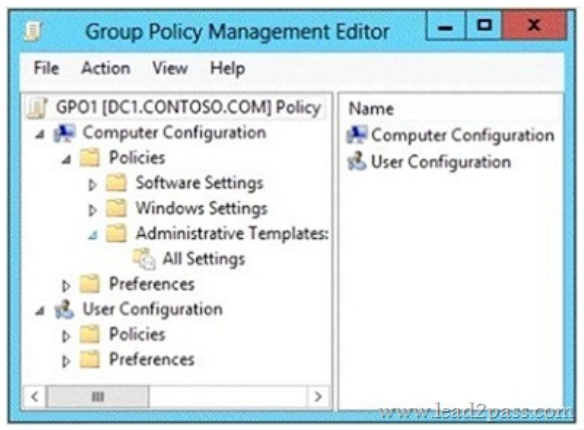 Group Policy Management Editor
File Action View Help
GPO1 [DC1.CONTOSO.COM] Policy
Computer Configuration
Policies
Software Settings
Windows Settings
Administrative Templates:
All Settings
Preferences
User Configuration
Policies
Preferences
Name
Computer Configuration
User Configuration
www.lead2pass.com